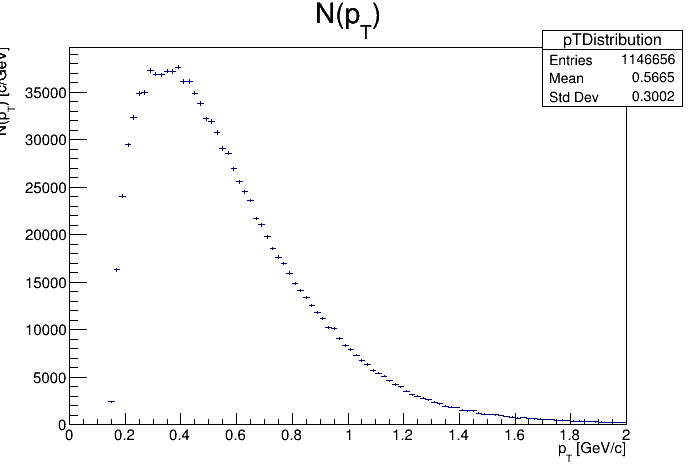 N(p_T)
pTDistribution
Entries 1146656
Mean 0.5665
Std Dev 0.3002
N(p_T) [c/GeV]
35000
30000
25000
20000
15000
10000
5000
0
0 0.2 0.4 0.6 0.8 1 1.2 1.4 1.6 1.8 2
p_T [GeV/c]